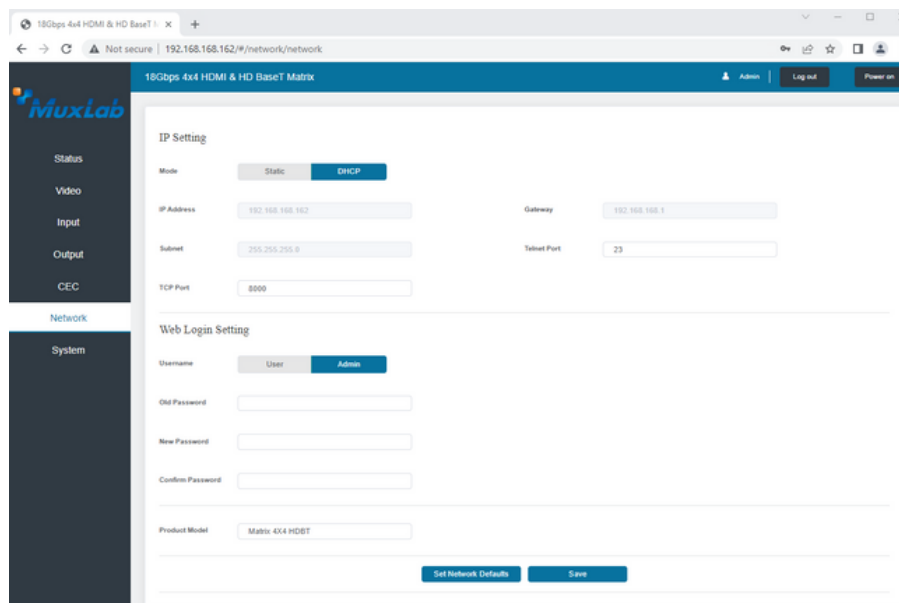 18Gbps 4x4 HDMI & HD BaseT
Not secure | 192.168.168.162/#/network/network
MuxLab
18Gbps 4x4 HDMI & HD BaseT Matrix
Admin
Log out
Power on
Status
Video
Input
Output
CEC
Network
System
IP Setting
Mode Static DHCP
IP Address 192.168.168.162 Gateway 192.168.168.1
Subnet 255.255.255.0 Telnet Port 23
TCP Port 8000
Web Login Setting
Username User Admin
Old Password
New Password
Confirm Password
Product Model Matrix 4X4 HDBT
Set Network Defaults Save